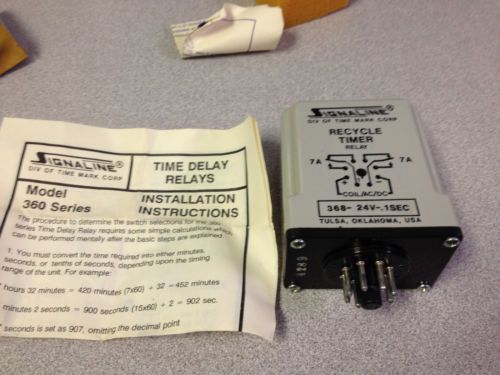 SIGNALINE®
DIV OF TIME MARK CORP
TIME DELAY
RELAYS
Model
360 Series
INSTALLATION
INSTRUCTIONS
The procedure to determine the switch selections for the 360
series Time Delay Relay requires some simple calculations which
can be performed mentally after the basic steps are explained.
1. You must convert the time required into either minutes,
seconds, or tenths of seconds, depending upon the timing
range of the unit. For example:
hours 32 minutes = 420 minutes (7x60) + 32 = 452 minutes
minutes 2 seconds = 900 seconds (15x60) + 2 = 902 sec.
seconds is set as 907, omitting the decimal point
SIGNALINE®
DIV OF TIME MARK CORP
RECYCLE
TIMER
RELAY
7A 7A
+
COIL/AC/DC
368- 24V-.1SEC
TULSA, OKLAHOMA, USA
4289